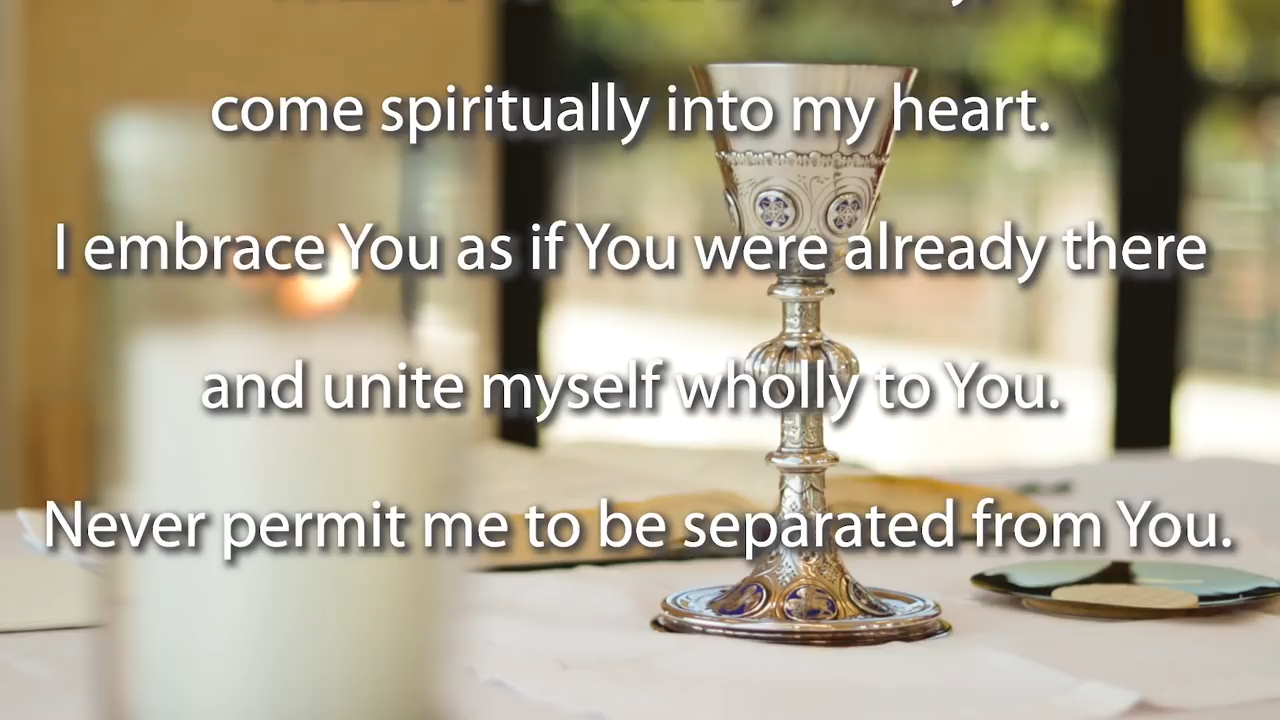 come spiritually into my heart.
I embrace You as if You were already there
and unite myself wholly to You.
Never permit me to be separated from You.